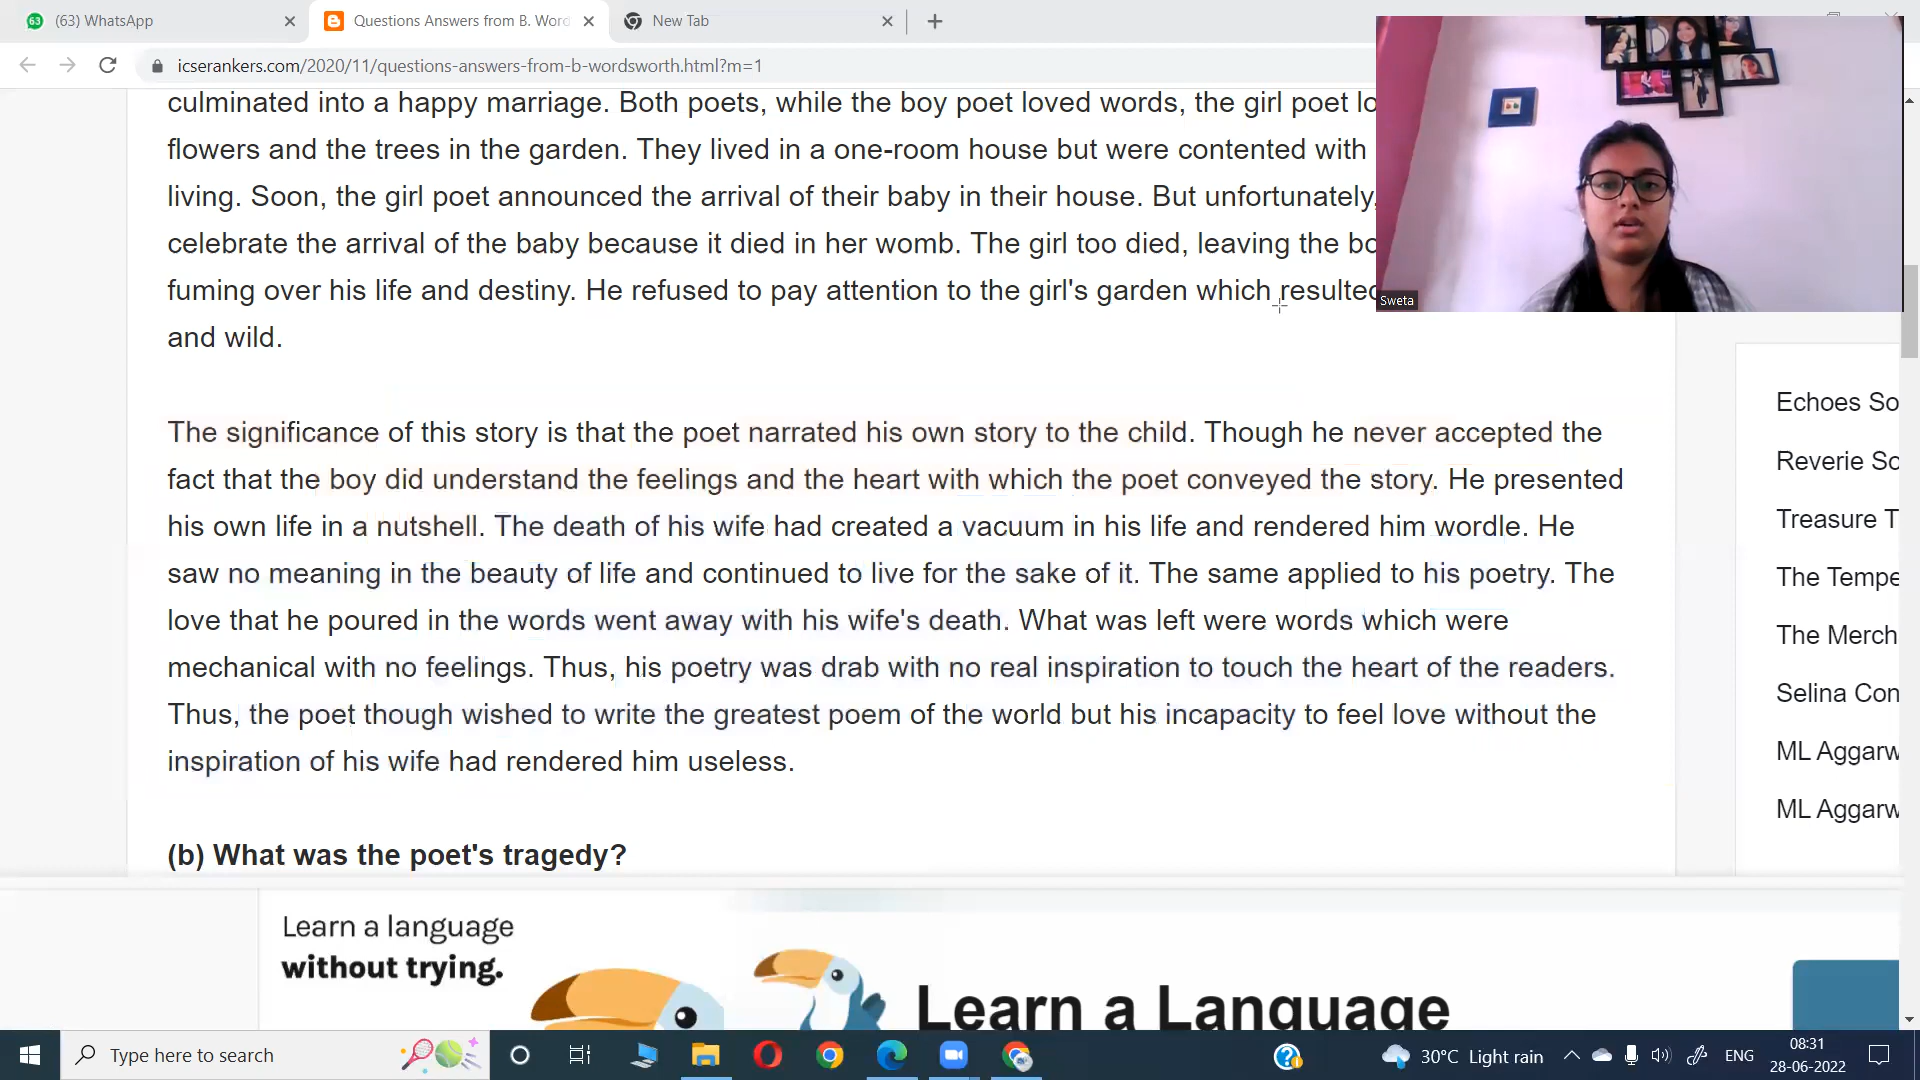 (63) WhatsApp
Questions Answers from B. Word
New Tab
icserankers.com/2020/11/questions-answers-from-b-wordsworth.html?m=1
culminated into a happy marriage. Both poets, while the boy poet loved words, the girl poet lo
flowers and the trees in the garden. They lived in a one-room house but were contented with
living. Soon, the girl poet announced the arrival of their baby in their house. But unfortunately,
celebrate the arrival of the baby because it died in her womb. The girl too died, leaving the bo
fuming over his life and destiny. He refused to pay attention to the girl's garden which resulted
and wild.
Sweta
The significance of this story is that the poet narrated his own story to the child. Though he never accepted the
fact that the boy did understand the feelings and the heart with which the poet conveyed the story. He presented
his own life in a nutshell. The death of his wife had created a vacuum in his life and rendered him wordle. He
saw no meaning in the beauty of life and continued to live for the sake of it. The same applied to his poetry. The
love that he poured in the words went away with his wife's death. What was left were words which were
mechanical with no feelings. Thus, his poetry was drab with no real inspiration to touch the heart of the readers.
Thus, the poet though wished to write the greatest poem of the world but his incapacity to feel love without the
inspiration of his wife had rendered him useless.
(b) What was the poet's tragedy?
Echoes So
Reverie So
Treasure T
The Tempe
The Merch
Selina Con
ML Aggarw
ML Aggarw
Learn a language
without trying.
Learn a Language
Type here to search
30°C Light rain
ENG
08:31
28-06-2022